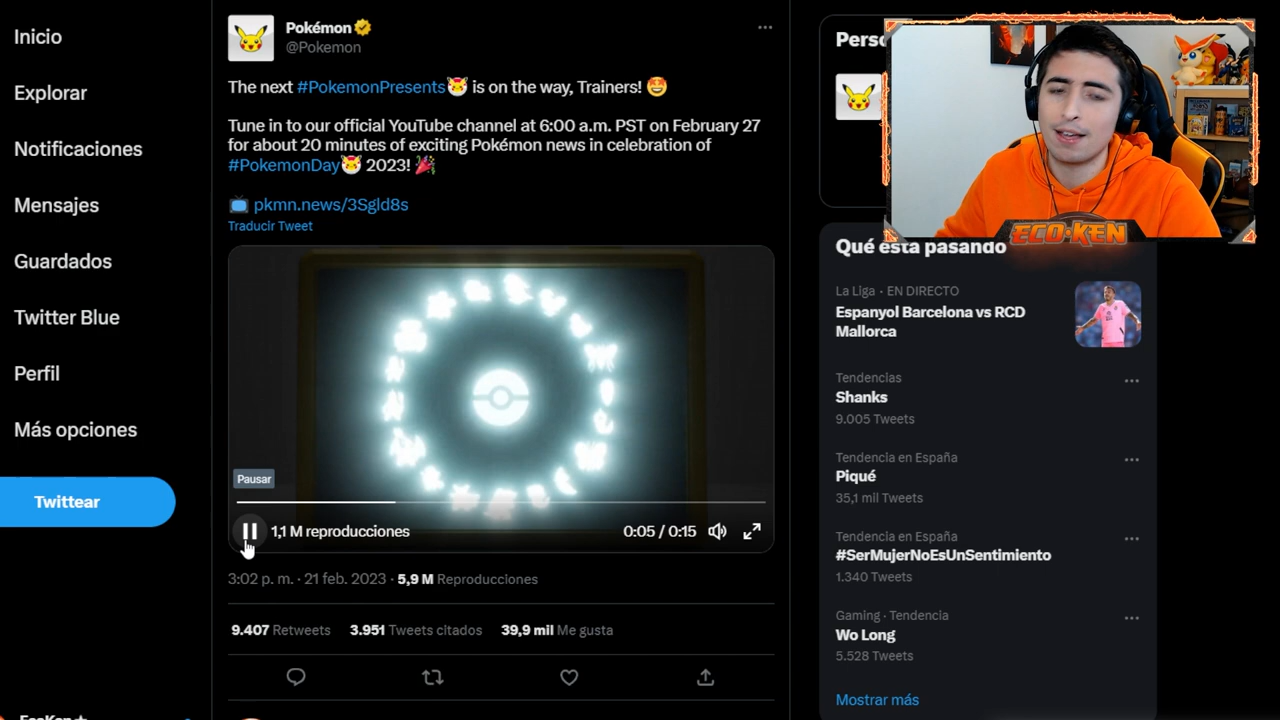 Inicio
Explorar
Notificaciones
Mensajes
Guardados
Twitter Blue
Perfil
Más opciones
Twittear
Pokémon
@Pokemon
The next #PokemonPresents is on the way, Trainers! 🤩
Tune in to our official YouTube channel at 6:00 a.m. PST on February 27
for about 20 minutes of exciting Pokémon news in celebration of
#PokemonDay 2023! 🎉
📺 pkmn.news/3Sgld8s
Traducir Tweet
Pausar
1,1 M reproducciones
0:05 / 0:15
3:02 p. m. · 21 feb. 2023 · 5,9 M Reproducciones
9.407 Retweets 3.951 Tweets citados 39,9 mil Me gusta
ECO·KEN
Qué está pasando
La Liga · EN DIRECTO
Espanyol Barcelona vs RCD
Mallorca
Tendencias
Shanks
9.005 Tweets
Tendencia en España
Piqué
35,1 mil Tweets
Tendencia en España
#SerMujerNoEsUnSentimiento
1.340 Tweets
Gaming · Tendencia
Wo Long
5.528 Tweets
Mostrar más